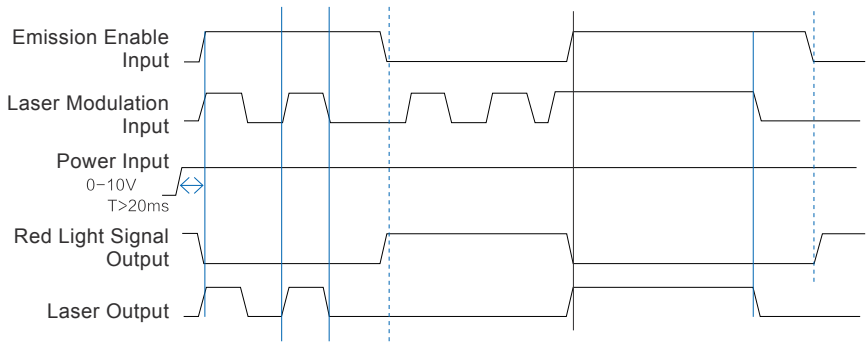 Emission Enable
Input
Laser Modulation
Input
Power Input
0-10V
T>20ms
Red Light Signal
Output
Laser Output